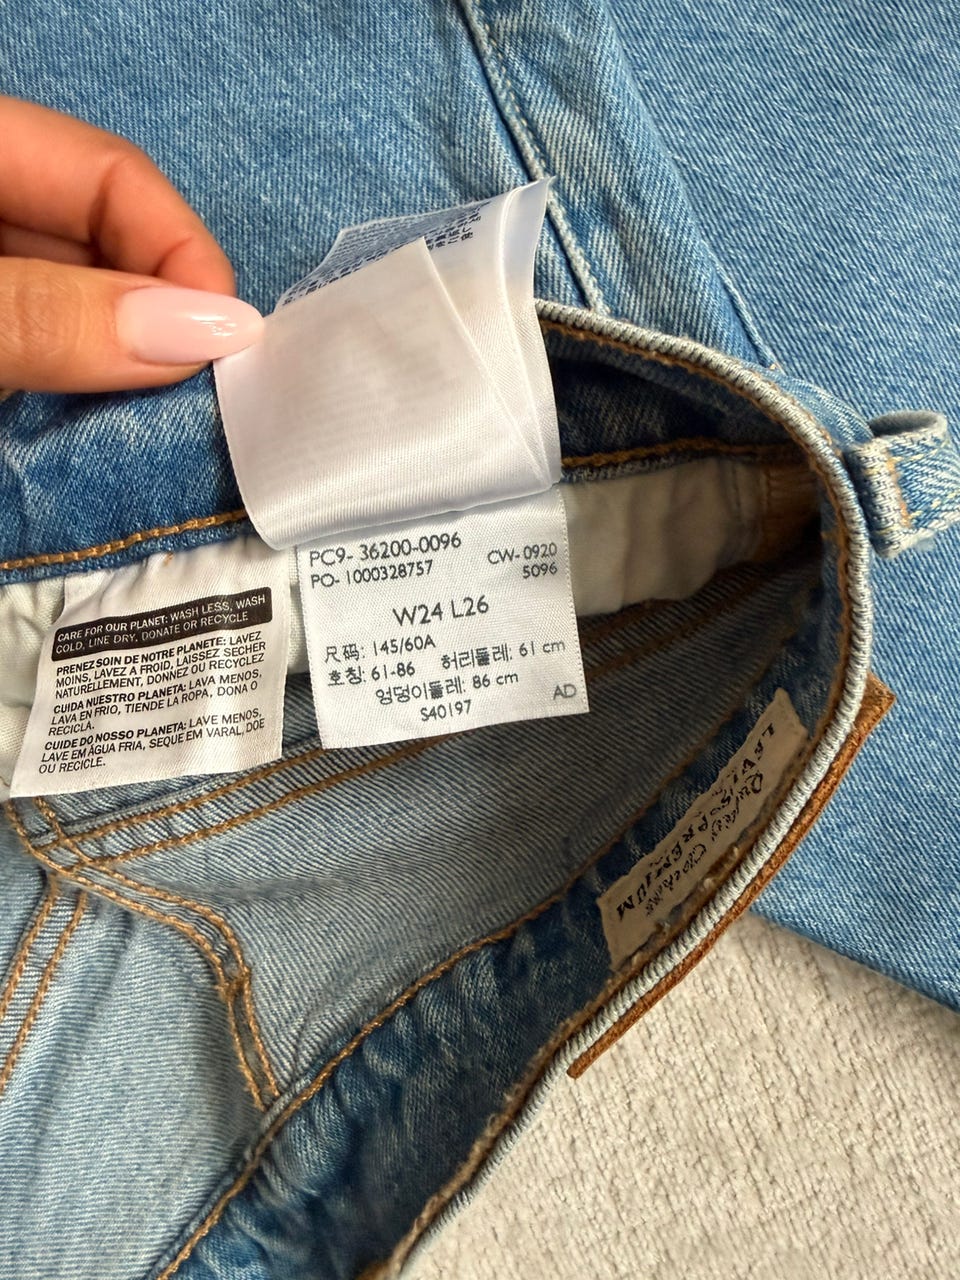 PC9- 36200-0096
CW- 0920
PO- 1000328757
5096
W24 L26
尺码: 145/60A
호칭: 61-86 허리둘레: 61 cm
엉덩이둘레: 86 cm
S40197
AD
CARE FOR OUR PLANET: WASH LESS, WASH
COLD, LINE DRY, DONATE OR RECYCLE
PRENEZ SOIN DE NOTRE PLANETE: LAVEZ
MOINS, LAVEZ A FROID, LAISSEZ SECHER
NATURELLEMENT, DONNEZ OU RECYCLEZ
CUIDA NUESTRO PLANETA: LAVA MENOS,
LAVA EN FRIO, TIENDE LA ROPA, DONA O
RECICLA.
CUIDE DO NOSSO PLANETA: LAVE MENOS,
LAVE EM ÁGUA FRIA, SEQUE EM VARAL, DOE
OU RECICLE.
Quality Clothing
LEVI'S PREMIUM